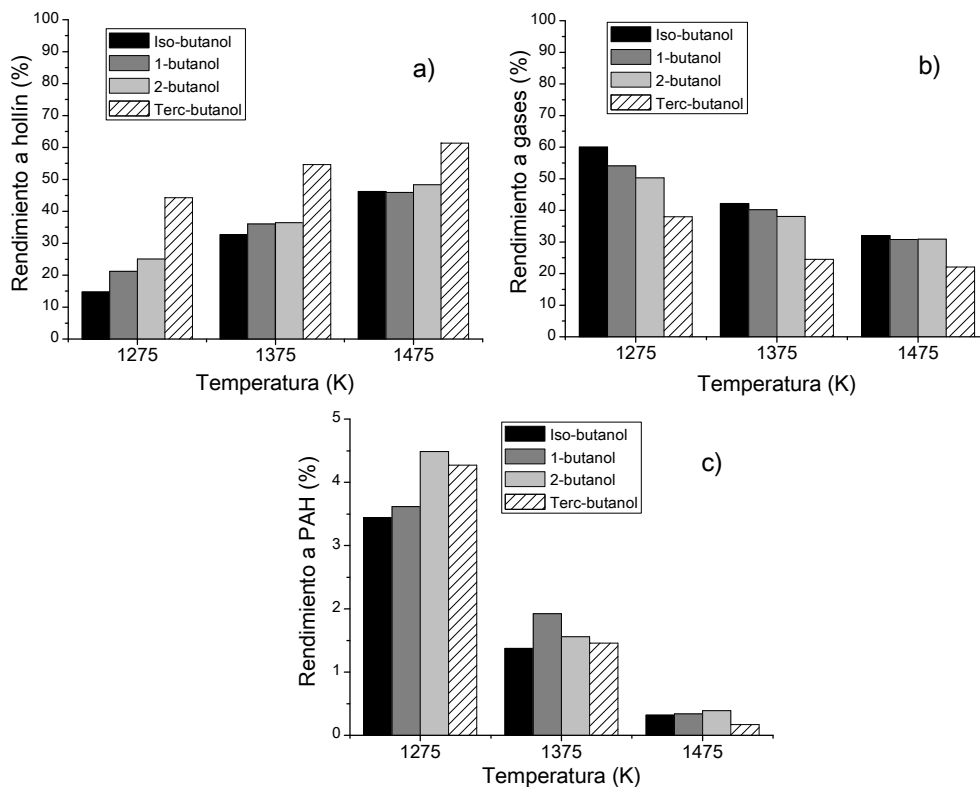 Rendimiento a hollín (%)
100
90
80
70
60
50
40
30
20
10
0
Iso-butanol
1-butanol
2-butanol
Terc-butanol
a)
1275 1375 1475
Temperatura (K)
Rendimiento a gases (%)
100
90
80
70
60
50
40
30
20
10
0
Iso-butanol
1-butanol
2-butanol
Terc-butanol
b)
1275 1375 1475
Temperatura (K)
Rendimiento a PAH (%)
5
4
3
2
1
0
Iso-butanol
1-butanol
2-butanol
Terc-butanol
c)
1275 1375 1475
Temperatura (K)